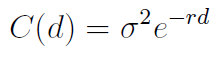 C(d) = σ²e^{-rd}